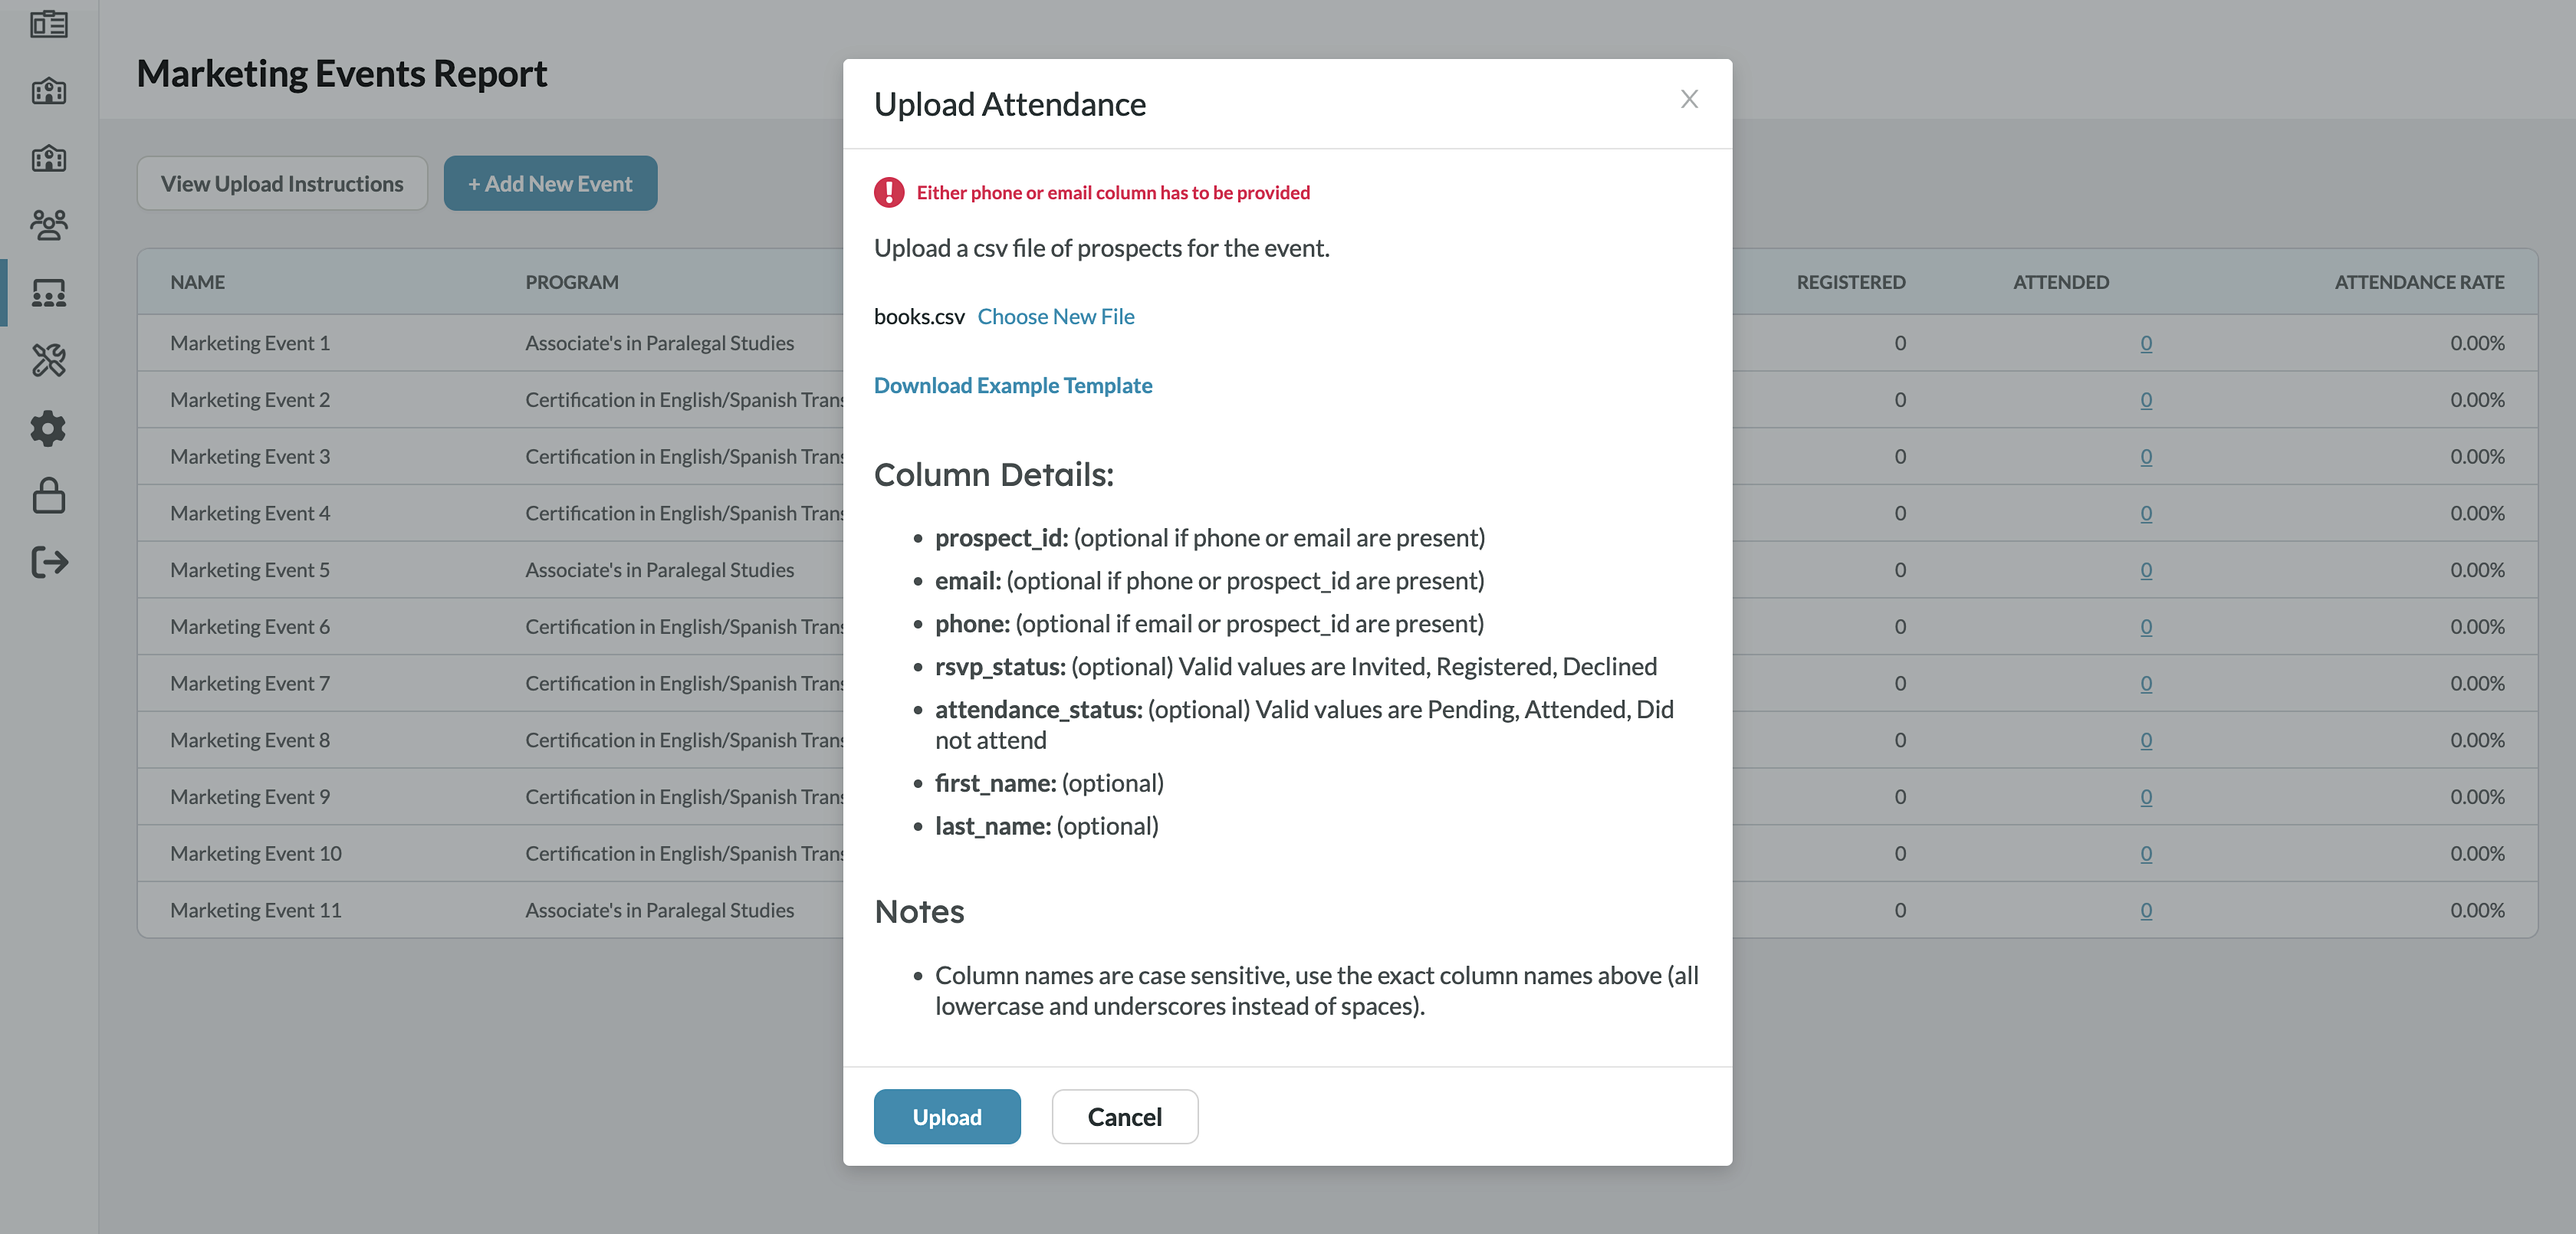 Marketing Events Report
View Upload Instructions
+ Add New Event
NAME PROGRAM REGISTERED ATTENDED ATTENDANCE RATE
Marketing Event 1 Associate's in Paralegal Studies 0 0 0.00%
Marketing Event 2 Certification in English/Spanish Trans 0 0 0.00%
Marketing Event 3 Certification in English/Spanish Trans 0 0 0.00%
Marketing Event 4 Certification in English/Spanish Trans 0 0 0.00%
Marketing Event 5 Associate's in Paralegal Studies 0 0 0.00%
Marketing Event 6 Certification in English/Spanish Trans 0 0 0.00%
Marketing Event 7 Certification in English/Spanish Trans 0 0 0.00%
Marketing Event 8 Certification in English/Spanish Trans 0 0 0.00%
Marketing Event 9 Certification in English/Spanish Trans 0 0 0.00%
Marketing Event 10 Certification in English/Spanish Trans 0 0 0.00%
Marketing Event 11 Associate's in Paralegal Studies 0 0 0.00%
Upload Attendance
Either phone or email column has to be provided
Upload a csv file of prospects for the event.
books.csv Choose New File
Download Example Template
Column Details:
• prospect_id: (optional if phone or email are present)
• email: (optional if phone or prospect_id are present)
• phone: (optional if email or prospect_id are present)
• rsvp_status: (optional) Valid values are Invited, Registered, Declined
• attendance_status: (optional) Valid values are Pending, Attended, Did
not attend
• first_name: (optional)
• last_name: (optional)
Notes
• Column names are case sensitive, use the exact column names above (all
lowercase and underscores instead of spaces).
Upload
Cancel